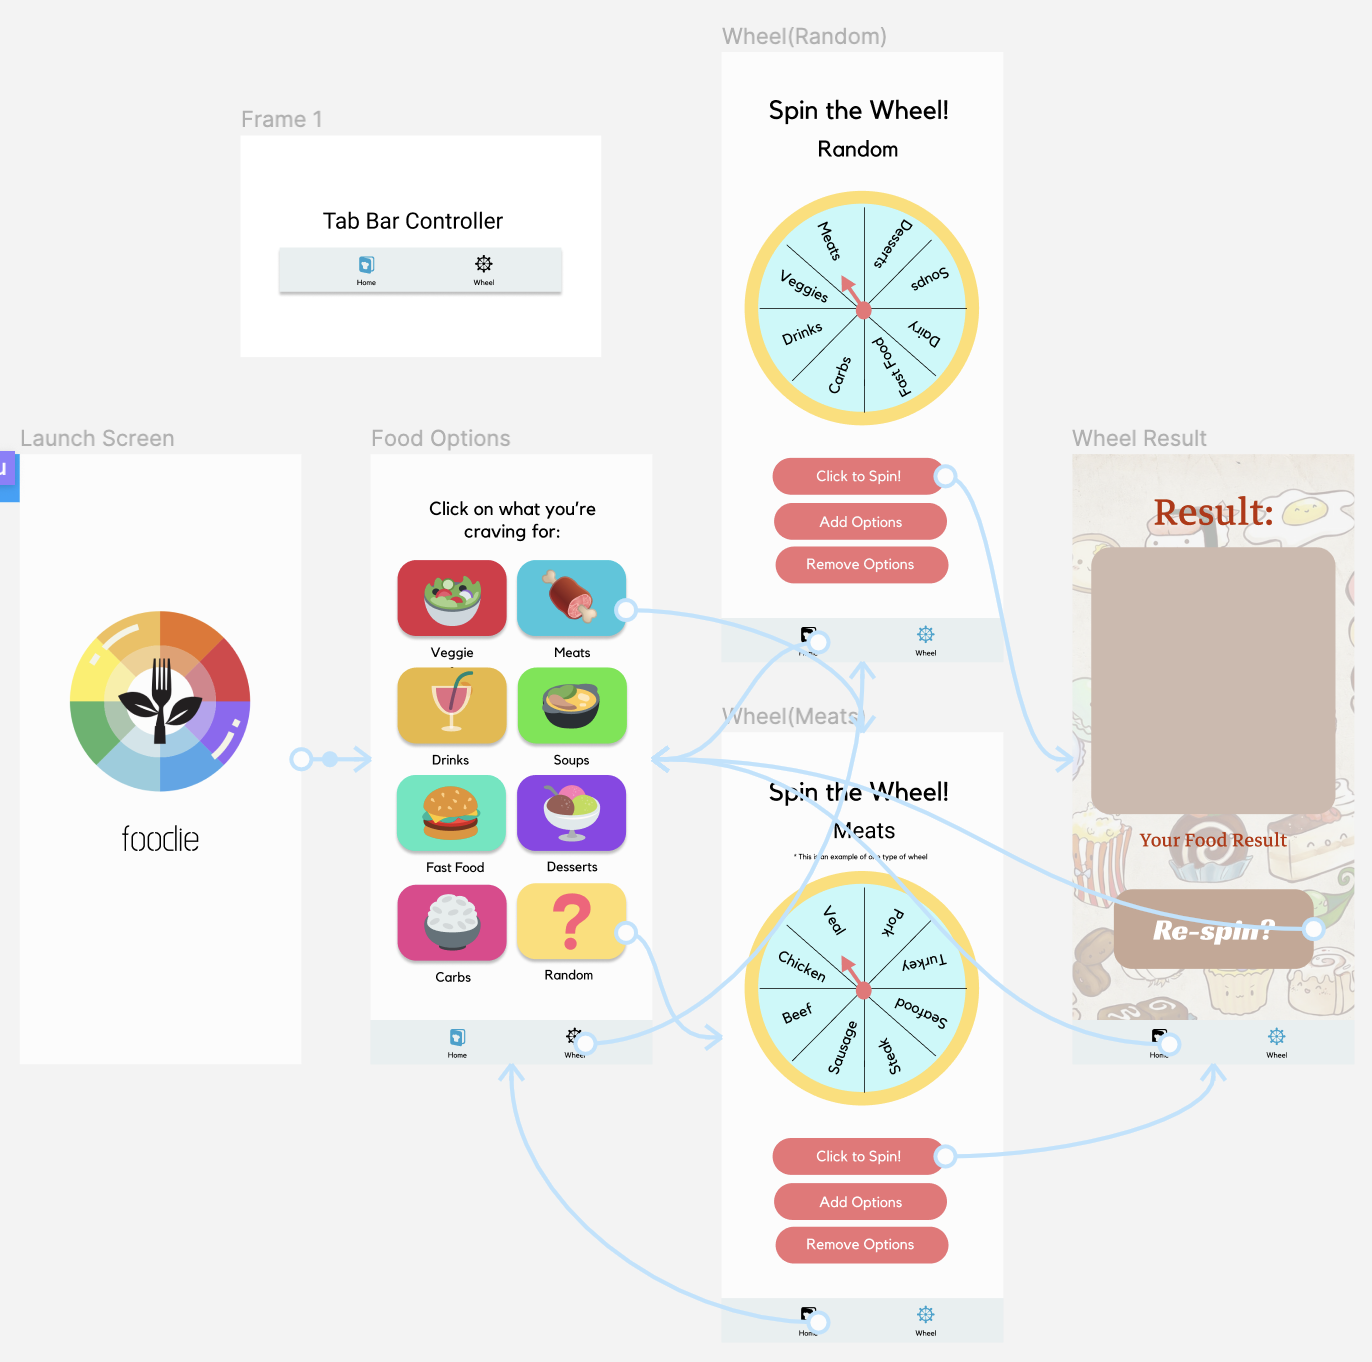 Wheel(Random)
Spin the Wheel!
Random
Meats
Desserts
Soups
Dairy
Fast Food
Carbs
Drinks
Veggies
Click to Spin!
Add Options
Remove Options
Home
Wheel
Frame 1
Tab Bar Controller
Home
Wheel
Launch Screen
u
foodie
Food Options
Click on what you're
craving for:
Veggie
Meats
Drinks
Soups
Fast Food
Desserts
Carbs
?
Random
Home
Wheel
Wheel(Meats)
Spin the Wheel!
Meats
* This is an example of one type of wheel
Veal
Pork
Turkey
Seafood
Steak
Sausage
Beef
Chicken
Click to Spin!
Add Options
Remove Options
Home
Wheel
Wheel Result
Result:
Your Food Result
Re-spin?
Home
Wheel